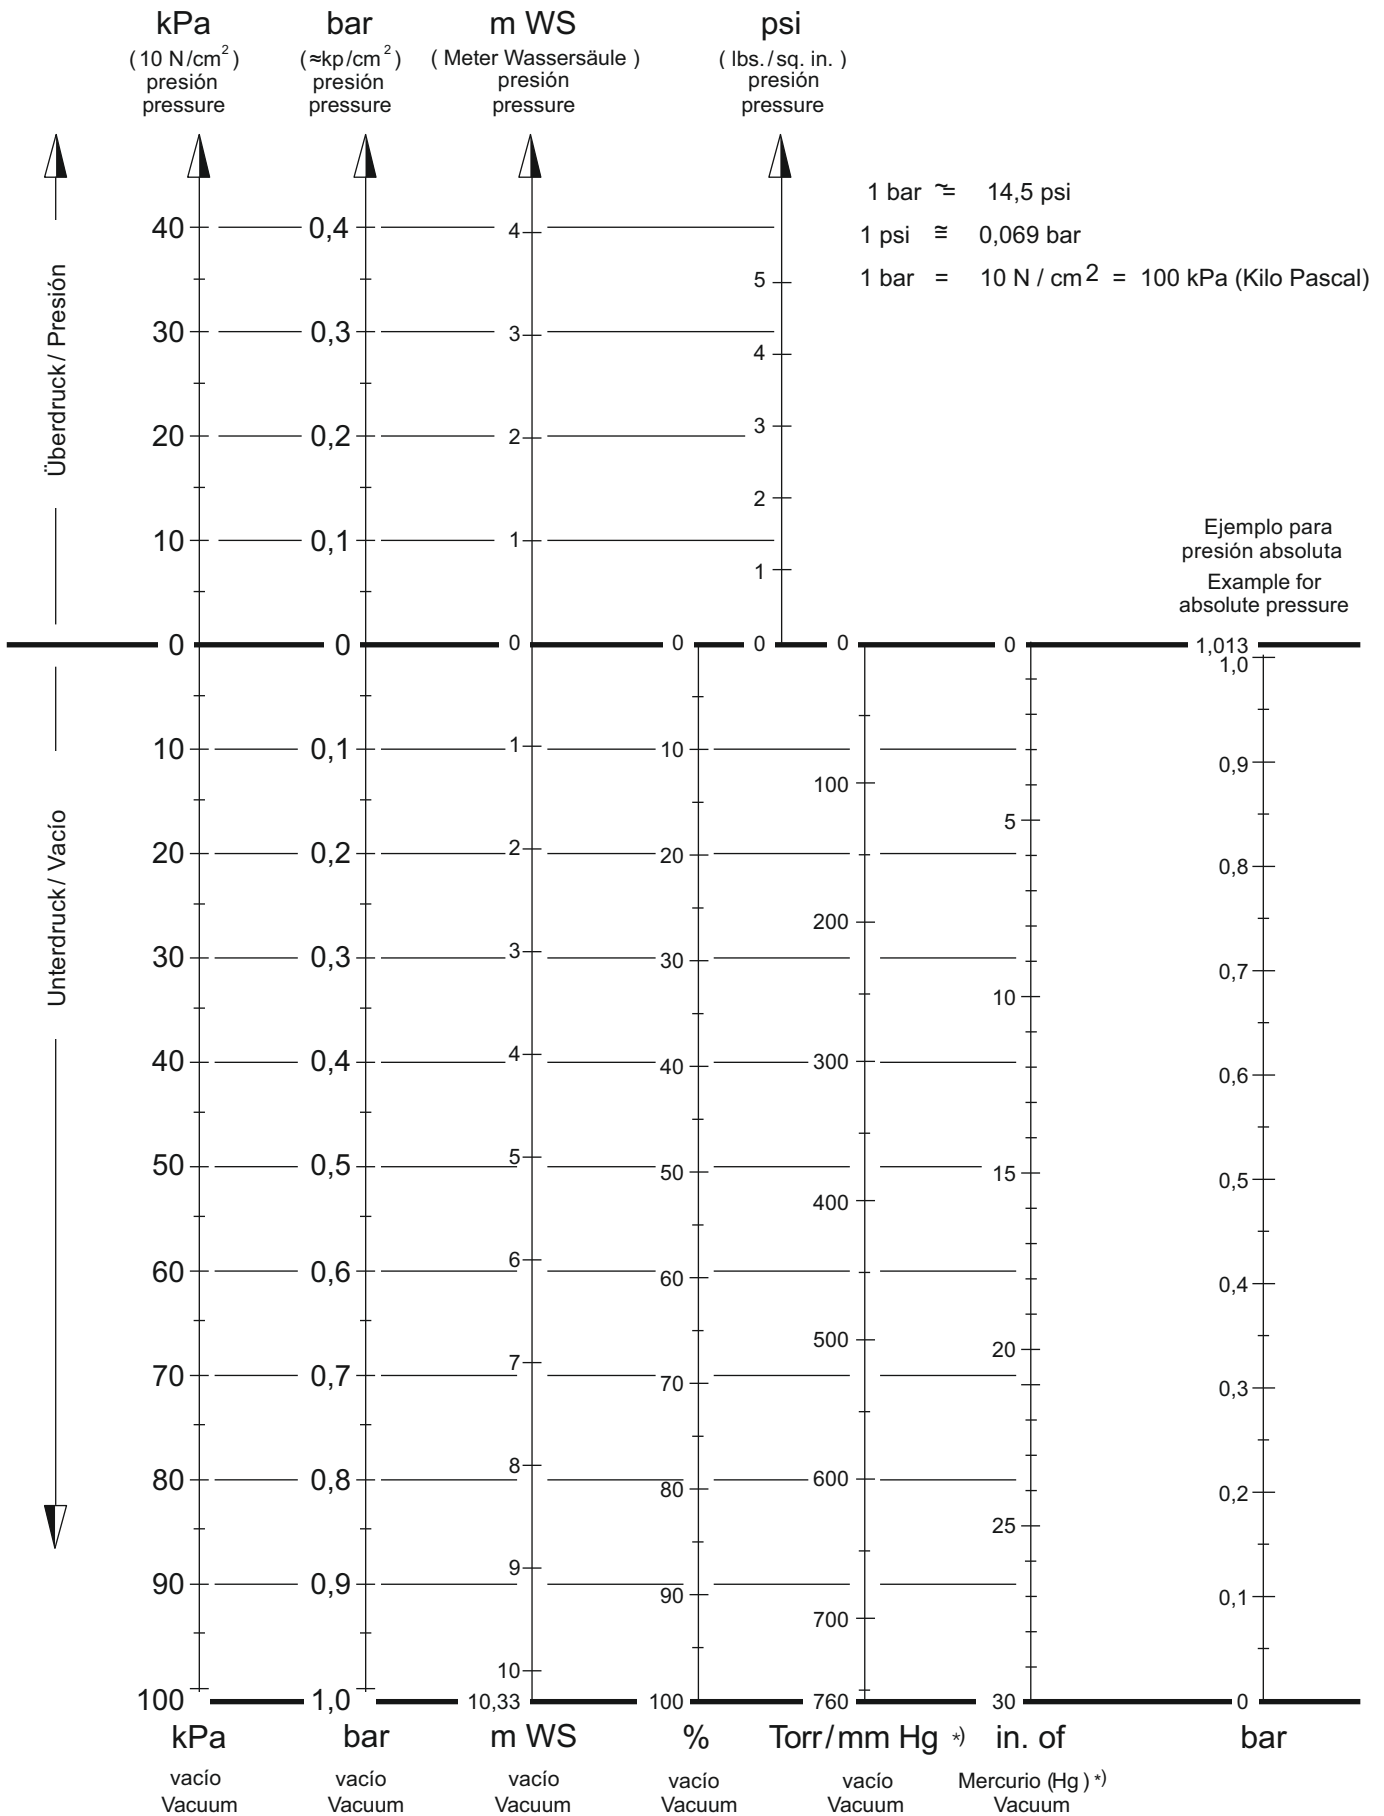 kPa bar m WS psi
( 10 N/cm2) (≈kp/cm2) ( Meter Wassersäule ) ( lbs./sq. in. )
presión presión presión presión
pressure pressure pressure pressure
1 bar ≃ 14,5 psi
40 0,4 4
1 psi ≅ 0,069 bar
5 1 bar = 10 N / cm2 = 100 kPa (Kilo Pascal)
Überdruck/ Presión
30 0,3 3
4
20 0,2 2 3
2
Ejemplo para
presión absoluta
10 0,1 1
1
Example for
absolute pressure
0 0 0 0 0 0 0 1,013
1,0
10 0,1 1 10
0,9
100
5
Unterdruck/ Vacío
20 0,2 2 20
0,8
200
30 0,3 3 30
0,7
10
40 0,4 4 40 300
0,6
50 0,5 5 50 15
0,5
400
60 0,6 6 60
0,4
500
20
70 0,7 7 70
0,3
80 0,8 8 80 600
0,2
25
90 0,9 9 90
0,1
700
10
100 1,0 10,33 100 760 30 0
kPa bar m WS % Torr/mm Hg *) in. of bar
vacío vacío vacío vacío vacío Mercurio (Hg) *)
Vacuum Vacuum Vacuum Vacuum Vacuum Vacuum